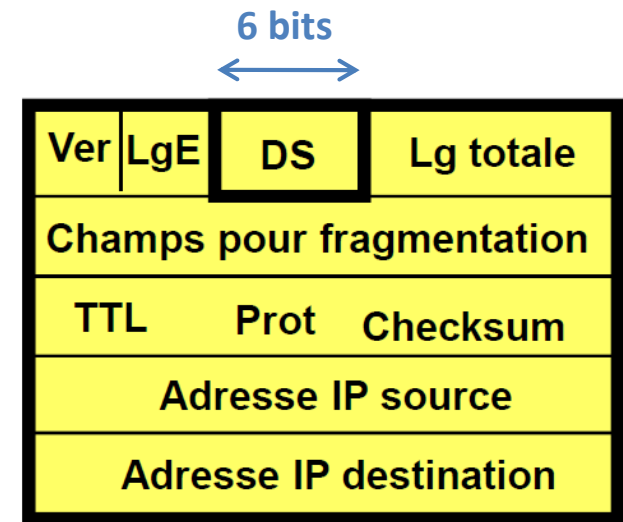 6 bits
Ver LgE DS Lg totale
Champs pour fragmentation
TTL Prot Checksum
Adresse IP source
Adresse IP destination